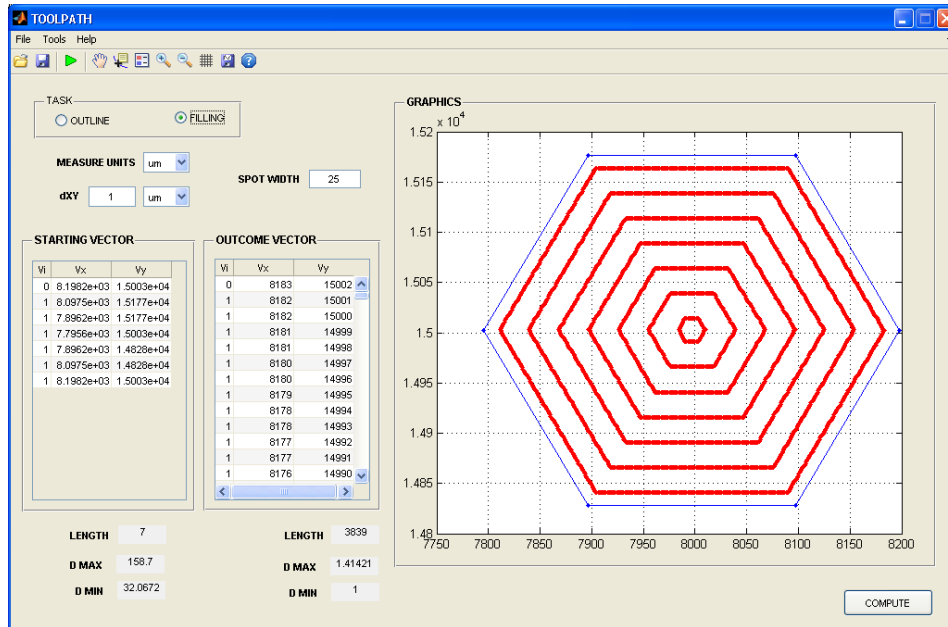 TOOLPATH
File Tools Help
TASK
OUTLINE FILLING
MEASURE UNITS um
SPOT WIDTH 25
dXY 1 um
STARTING VECTOR
Vi Vx Vy
0 8.1982e+03 1.5003e+04
1 8.0975e+03 1.5177e+04
1 7.8962e+03 1.5177e+04
1 7.7956e+03 1.5003e+04
1 7.8962e+03 1.4828e+04
1 8.0975e+03 1.4828e+04
1 8.1982e+03 1.5003e+04
LENGTH 7
D MAX 158.7
D MIN 32.0672
OUTCOME VECTOR
Vi Vx Vy
0 8183 15002
1 8182 15001
1 8182 15000
1 8181 14999
1 8181 14998
1 8180 14997
1 8180 14996
1 8179 14995
1 8178 14994
1 8178 14993
1 8177 14992
1 8177 14991
1 8176 14990
LENGTH 3839
D MAX 1.41421
D MIN 1
GRAPHICS
x 10^4
1.52
1.515
1.51
1.505
1.5
1.495
1.49
1.485
1.48
7750 7800 7850 7900 7950 8000 8050 8100 8150 8200
COMPUTE